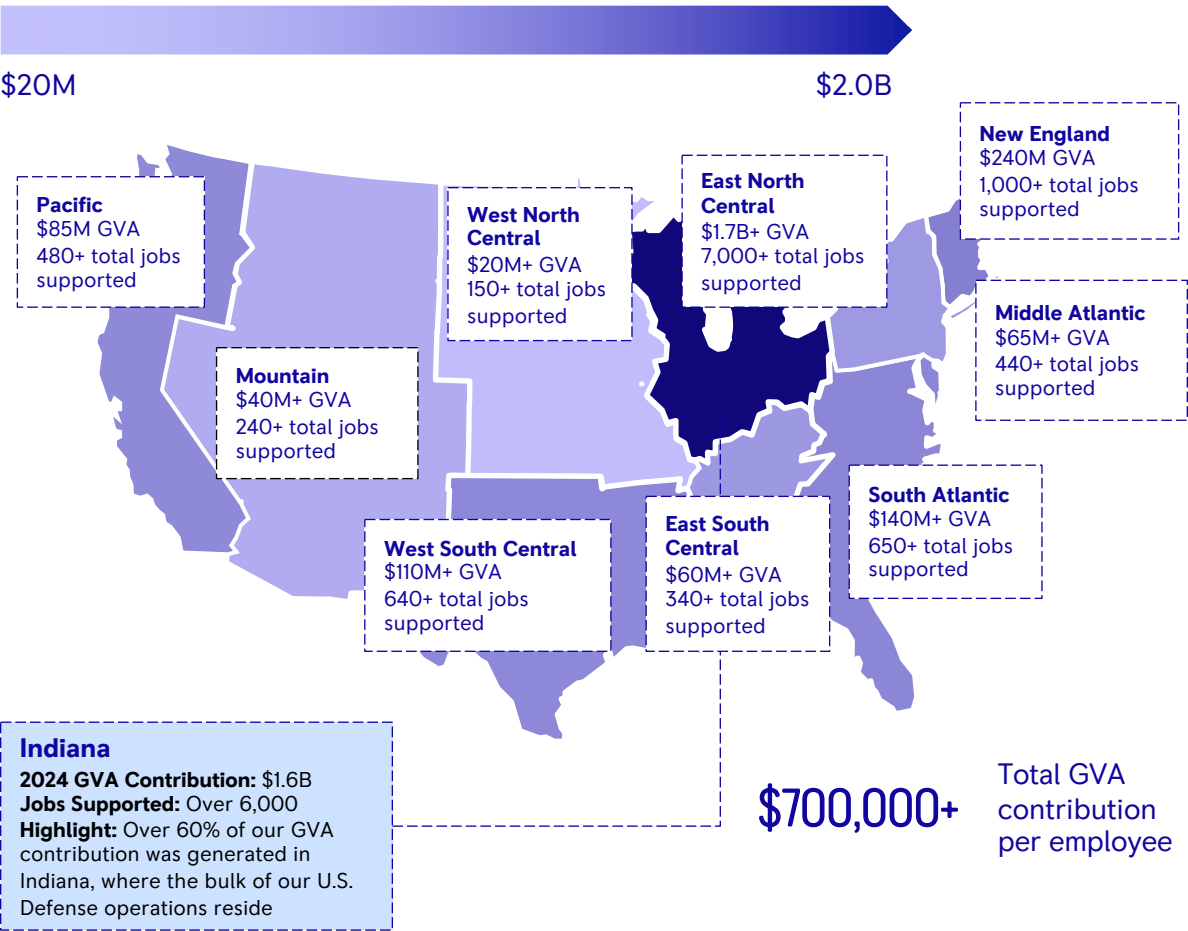 $20M
$2.0B
New England
$240M GVA
1,000+ total jobs
supported
East North
Central
$1.7B+ GVA
7,000+ total jobs
supported
Pacific
$85M GVA
480+ total jobs
supported
West North
Central
$20M+ GVA
150+ total jobs
supported
Middle Atlantic
$65M+ GVA
440+ total jobs
supported
Mountain
$40M+ GVA
240+ total jobs
supported
South Atlantic
$140M+ GVA
650+ total jobs
supported
West South Central
$110M+ GVA
640+ total jobs
supported
East South
Central
$60M+ GVA
340+ total jobs
supported
Indiana
2024 GVA Contribution: $1.6B
Jobs Supported: Over 6,000
Highlight: Over 60% of our GVA
contribution was generated in
Indiana, where the bulk of our U.S.
Defense operations reside
$700,000+
Total GVA
contribution
per employee